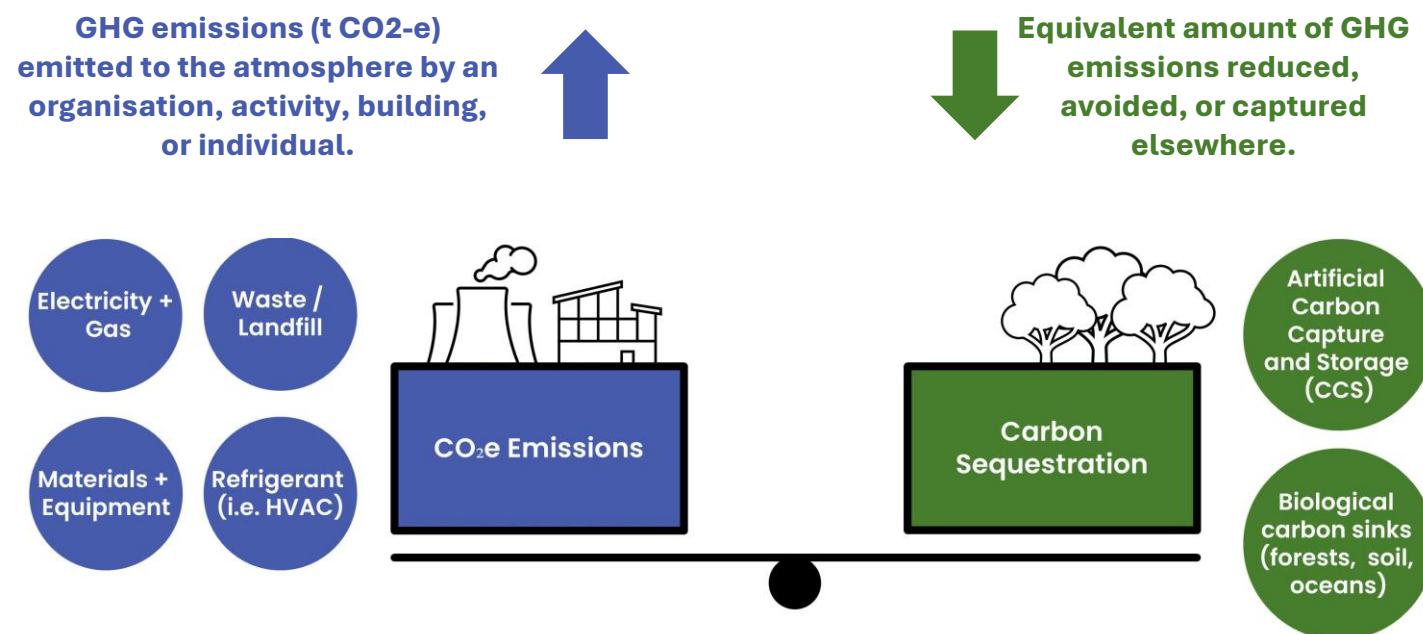 GHG emissions (t CO2-e)
emitted to the atmosphere by an
organisation, activity, building,
or individual.
Equivalent amount of GHG
emissions reduced,
avoided, or captured
elsewhere.
Electricity +
Gas
Waste /
Landfill
Materials +
Equipment
Refrigerant
(i.e. HVAC)
CO₂e Emissions
Carbon
Sequestration
Artificial
Carbon
Capture
and Storage
(CCS)
Biological
carbon sinks
(forests, soil,
oceans)